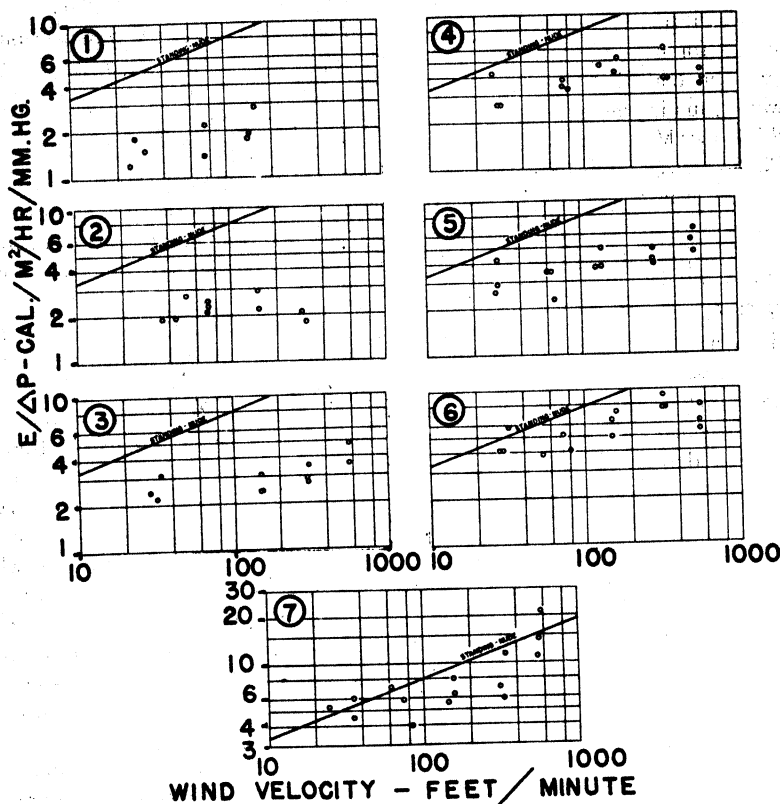 E/△P-CAL./M²/HR/MM.HG.
10
6
4
2
1
① STANDING-NUDE
④ STANDING-NUDE
10
6
4
2
1
② STANDING-NUDE
⑤ STANDING-NUDE
10
6
4
2
1
③ STANDING-NUDE
⑥ STANDING-NUDE
10 100 1000 10 100 1000
30
20
10
6
4
3
⑦ STANDING-NUDE
10 100 1000
WIND VELOCITY - FEET / MINUTE